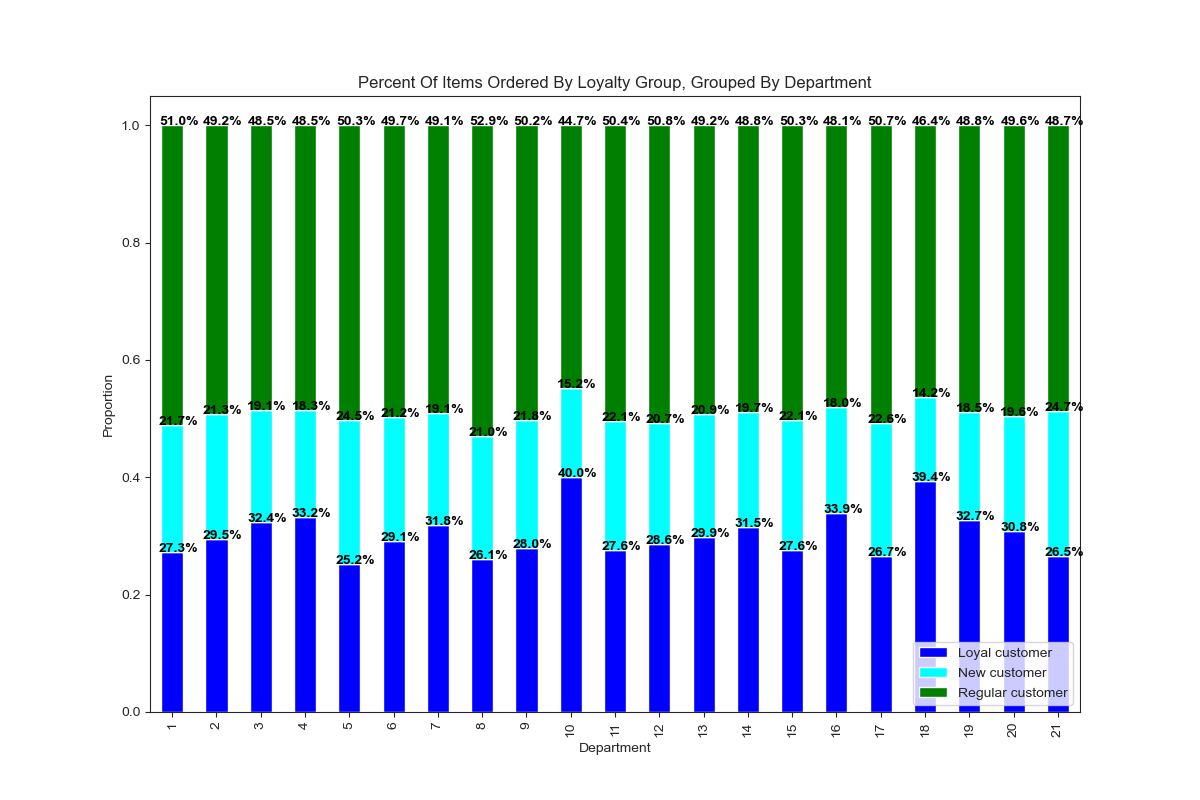 Percent Of Items Ordered By Loyalty Group, Grouped By Department
51.0% 49.2% 48.5% 48.5% 50.3% 49.7% 49.1% 52.9% 50.2% 44.7% 50.4% 50.8% 49.2% 48.8% 50.3% 48.1% 50.7% 46.4% 48.8% 49.6% 48.7%
21.7% 21.3% 19.1% 18.3% 24.5% 21.2% 19.1% 21.0% 21.8% 15.2% 22.1% 20.7% 20.9% 19.7% 22.1% 18.0% 22.6% 14.2% 18.5% 19.6% 24.7%
27.3% 29.5% 32.4% 33.2% 25.2% 29.1% 31.8% 26.1% 28.0% 40.0% 27.6% 28.6% 29.9% 31.5% 27.6% 33.9% 26.7% 39.4% 32.7% 30.8% 26.5%
1.0
0.8
0.6
0.4
0.2
0.0
Proportion
Loyal customer
New customer
Regular customer
1 2 3 4 5 6 7 8 9 10 11 12 13 14 15 16 17 18 19 20 21
Department